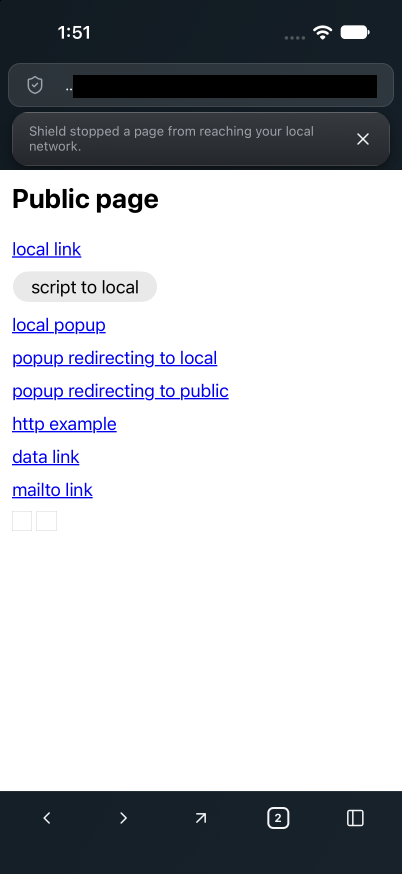 1:51
..
Shield stopped a page from reaching your local
network.
Public page
local link
script to local
local popup
popup redirecting to local
popup redirecting to public
http example
data link
mailto link
2